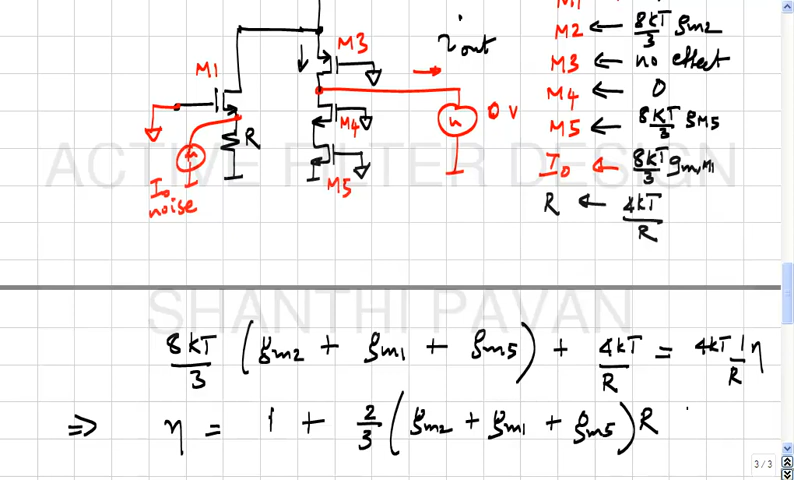 M1
M3
i out
M2 ← 8kT/3 gm2
M1
M3 ← no effect
M4 ← 0
0 V
n
M4
M5 ← 8kT/3 gM5
R
n
ACTIVE FILTER DESIGN
I0 ← 8kT/3 gm,M1
M5
I0
noise
R ← 4kT/R
SHANTHI PAVAN
8kT/3 ( gm2 + gm1 + gm5 ) + 4kT/R = 4kT 1/R η
⇒ η = 1 + 2/3 ( gm2 + gm1 + gm5 ) R
3 / 3